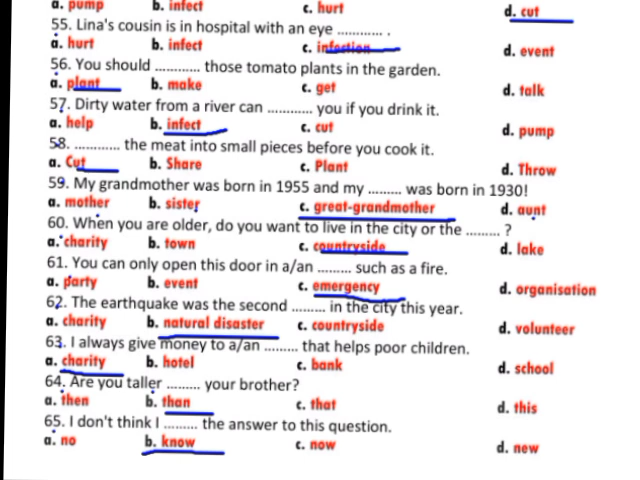 a. pump b. infect c. hurt d. cut
55. Lina's cousin is in hospital with an eye ............ .
a. hurt b. infect c. infection d. event
56. You should ............ those tomato plants in the garden.
a. plant b. make c. get d. talk
57. Dirty water from a river can ............ you if you drink it.
a. help b. infect c. cut d. pump
58. ............ the meat into small pieces before you cook it.
a. Cut b. Share c. Plant d. Throw
59. My grandmother was born in 1955 and my ......... was born in 1930!
a. mother b. sister c. great-grandmother d. aunt
60. When you are older, do you want to live in the city or the ......... ?
a. charity b. town c. countryside d. lake
61. You can only open this door in a/an ......... such as a fire.
a. party b. event c. emergency d. organisation
62. The earthquake was the second ......... in the city this year.
a. charity b. natural disaster c. countryside d. volunteer
63. I always give money to a/an ......... that helps poor children.
a. charity b. hotel c. bank d. school
64. Are you taller ......... your brother?
a. then b. than c. that d. this
65. I don't think I ......... the answer to this question.
a. no b. know c. now d. new